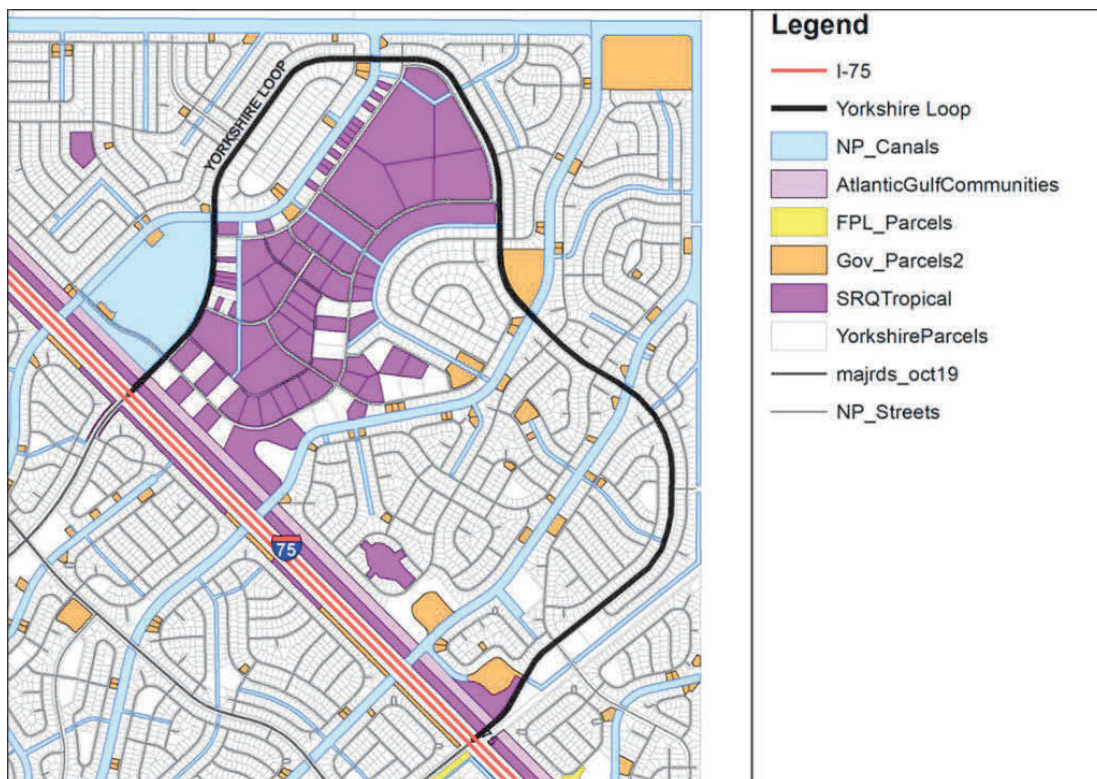 YORKSHIRE LOOP
75
Legend
I-75
Yorkshire Loop
NP_Canals
AtlanticGulfCommunities
FPL_Parcels
Gov_Parcels2
SRQTropical
YorkshireParcels
majrds_oct19
NP_Streets